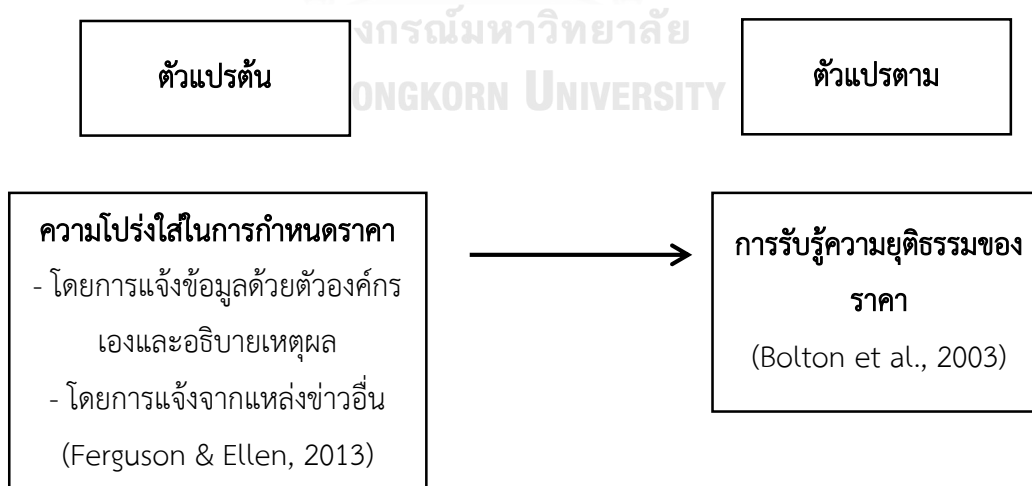 งกรณ์มหาวิทยาลัย
ONGKORN UNIVERSITY
ตัวแปรต้น
ตัวแปรตาม
ความโปร่งใสในการกำหนดราคา
- โดยการแจ้งข้อมูลด้วยตัวองค์กร
เองและอธิบายเหตุผล
- โดยการแจ้งจากแหล่งข่าวอื่น
(Ferguson & Ellen, 2013)
การรับรู้ความยุติธรรมของ
ราคา
(Bolton et al., 2003)